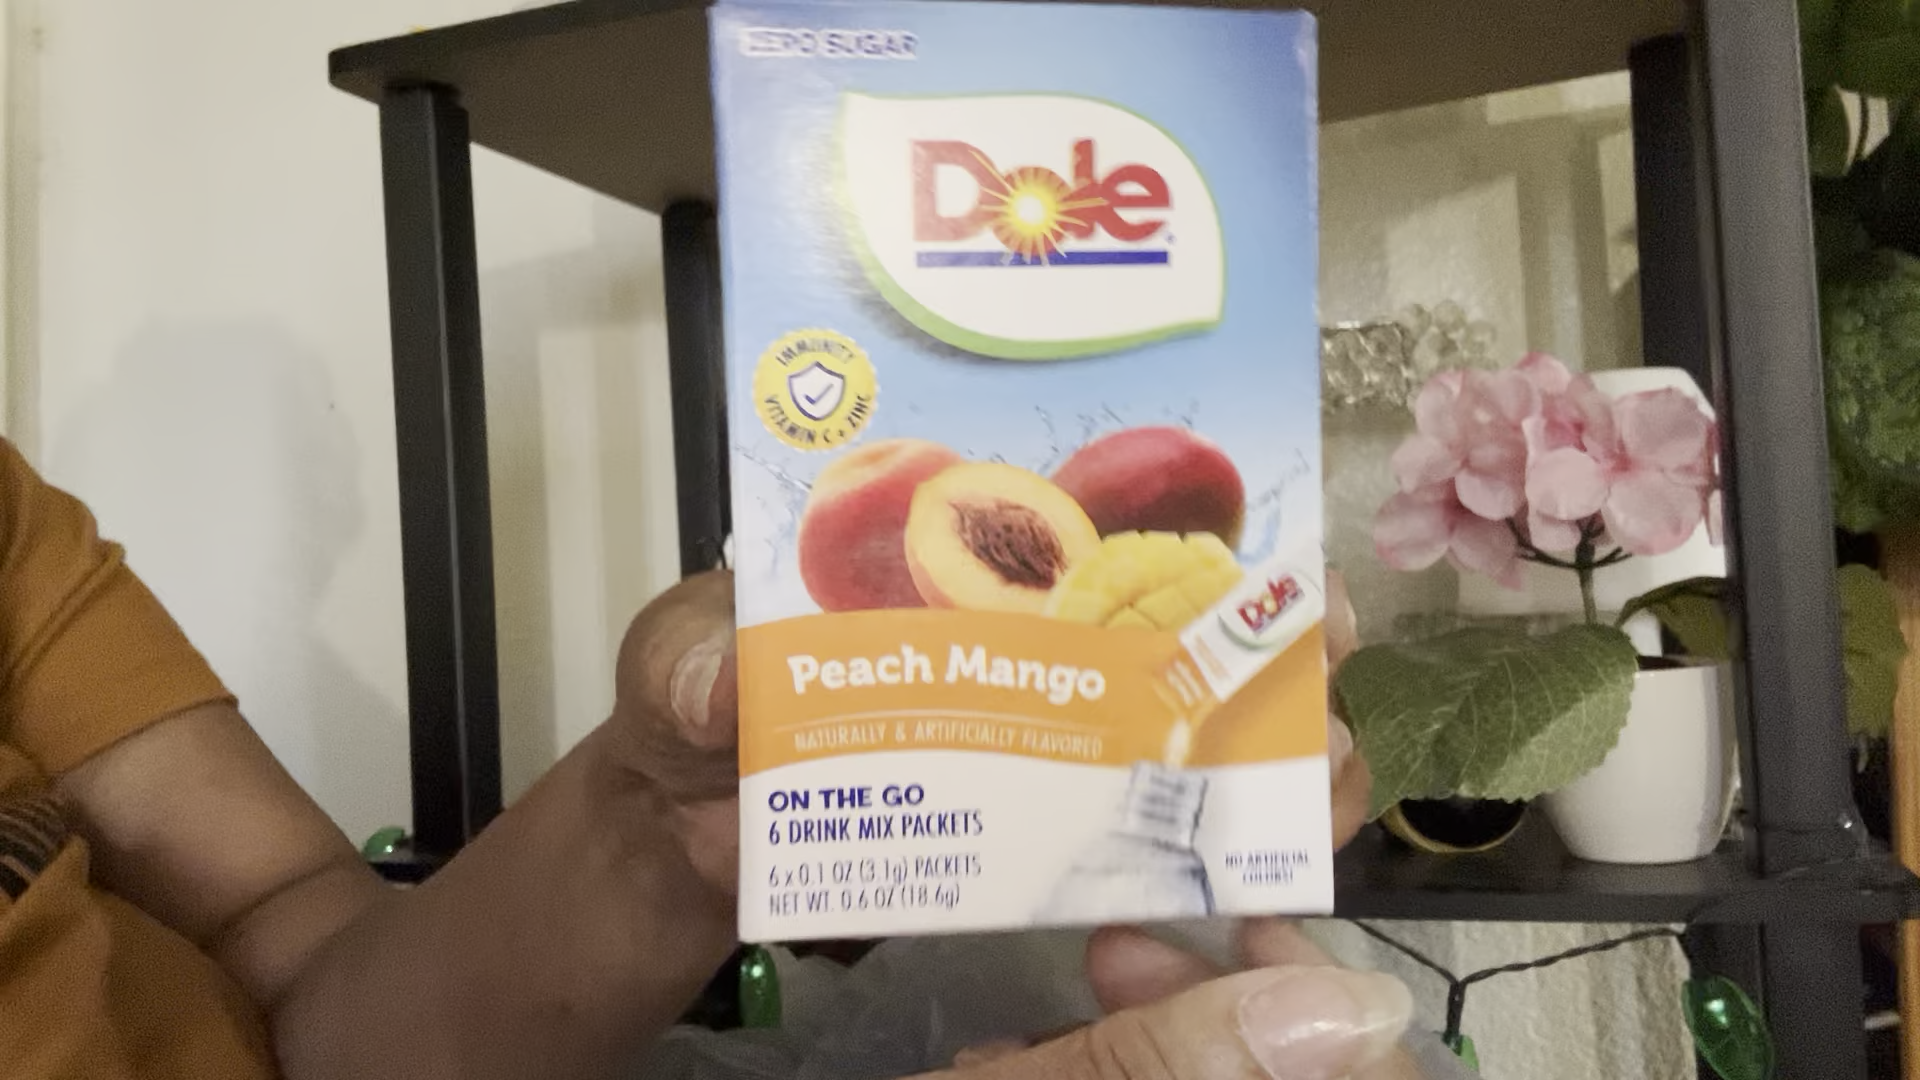 ZERO SUGAR
Dole
IMMUNITY
VITAMIN C + ZINC
Dole
Peach Mango
NATURALLY & ARTIFICIALLY FLAVORED
ON THE GO
6 DRINK MIX PACKETS
6 x 0.1 OZ (3.1g) PACKETS
NET WT. 0.6 OZ (18.6g)
NO ARTIFICIAL
COLORS!